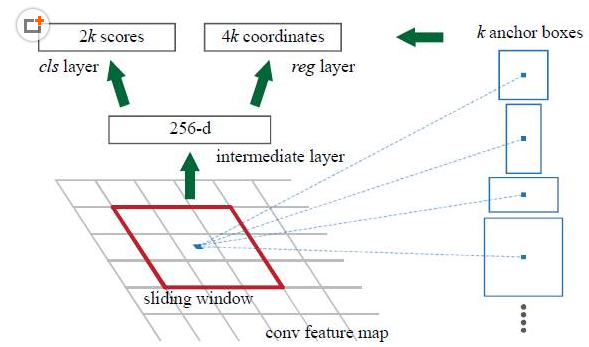 2k scores
4k coordinates
k anchor boxes
cls layer
reg layer
256-d
intermediate layer
sliding window
conv feature map